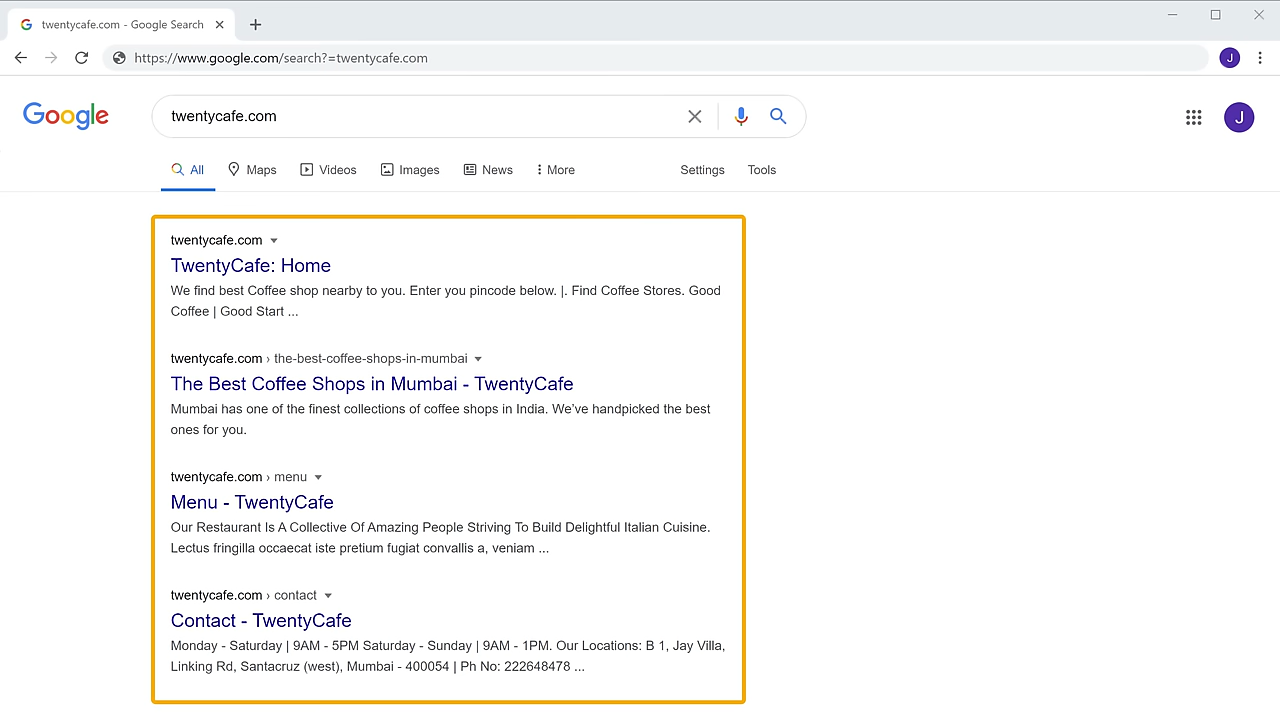 twentycafe.com - Google Search
https://www.google.com/search?=twentycafe.com
J
Google
twentycafe.com
J
All Maps Videos Images News More Settings Tools
twentycafe.com
TwentyCafe: Home
We find best Coffee shop nearby to you. Enter you pincode below. |. Find Coffee Stores. Good
Coffee | Good Start ...
twentycafe.com › the-best-coffee-shops-in-mumbai
The Best Coffee Shops in Mumbai - TwentyCafe
Mumbai has one of the finest collections of coffee shops in India. We’ve handpicked the best
ones for you.
twentycafe.com › menu
Menu - TwentyCafe
Our Restaurant Is A Collective Of Amazing People Striving To Build Delightful Italian Cuisine.
Lectus fringilla occaecat iste pretium fugiat convallis a, veniam ...
twentycafe.com › contact
Contact - TwentyCafe
Monday - Saturday | 9AM - 5PM Saturday - Sunday | 9AM - 1PM. Our Locations: B 1, Jay Villa,
Linking Rd, Santacruz (west), Mumbai - 400054 | Ph No: 222648478 ...